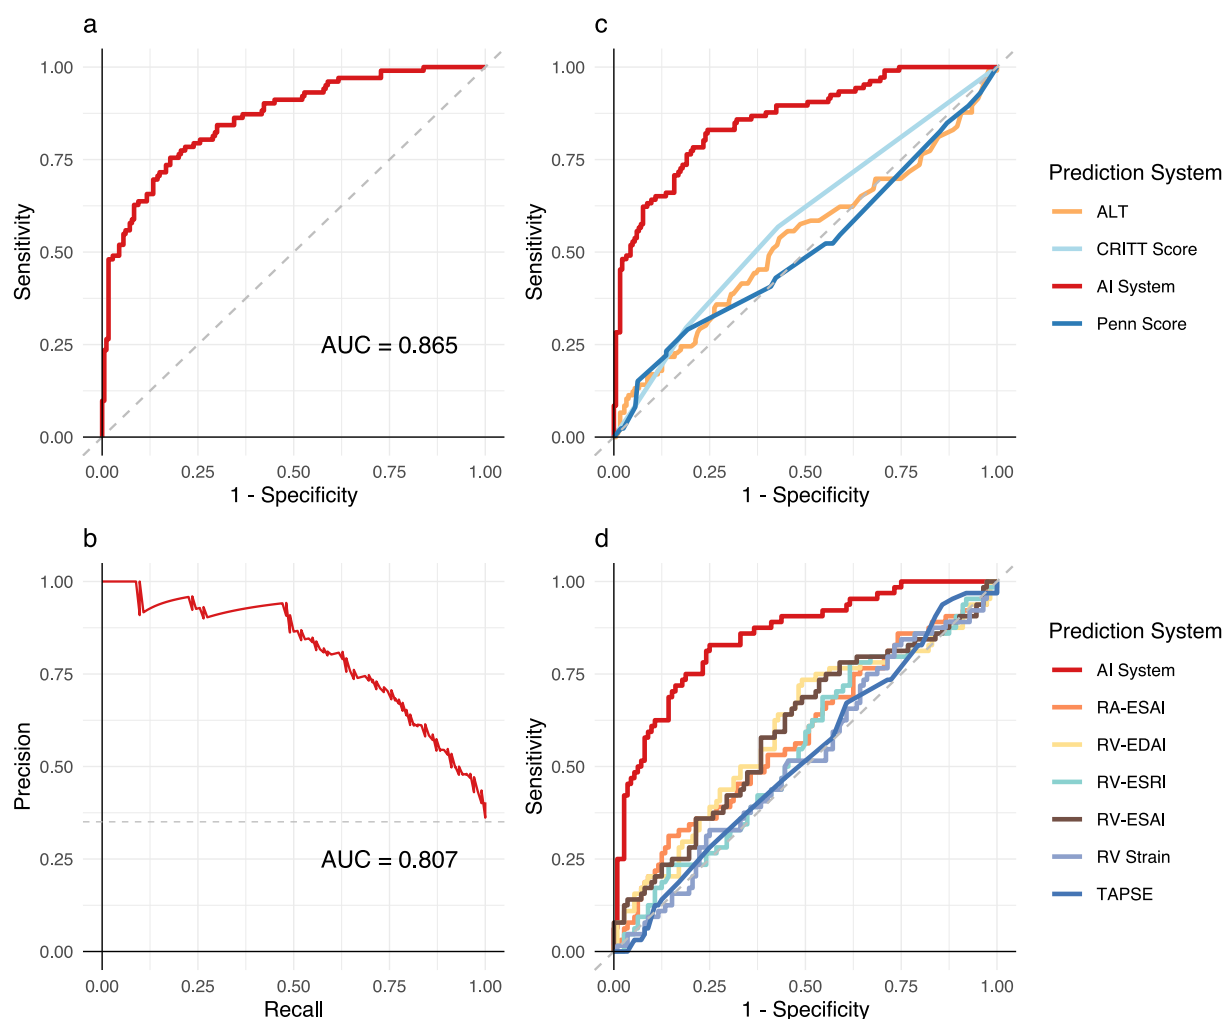 a
1.00
0.75
0.50
0.25
0.00
Sensitivity
AUC = 0.865
0.00 0.25 0.50 0.75 1.00
1 - Specificity
c
1.00
0.75
0.50
0.25
0.00
Sensitivity
0.00 0.25 0.50 0.75 1.00
1 - Specificity
Prediction System
ALT
CRITT Score
AI System
Penn Score
b
1.00
0.75
0.50
0.25
0.00
Precision
AUC = 0.807
0.00 0.25 0.50 0.75 1.00
Recall
d
1.00
0.75
0.50
0.25
0.00
Sensitivity
0.00 0.25 0.50 0.75 1.00
1 - Specificity
Prediction System
AI System
RA-ESAI
RV-EDAI
RV-ESRI
RV-ESAI
RV Strain
TAPSE